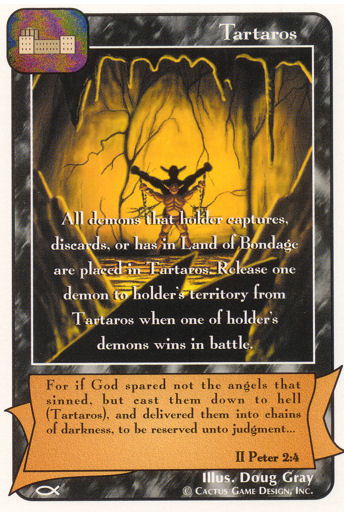 Tartaros
All demons that holder captures,
discards, or has in Land of Bondage
are placed in Tartaros. Release one
demon to holder's territory from
Tartaros when one of holder's
demons wins in battle.
For if God spared not the angels that
sinned, but cast them down to hell
(Tartaros), and delivered them into chains
of darkness, to be reserved unto judgment...
II Peter 2:4
Illus. Doug Gray
© Cactus Game Design, Inc.